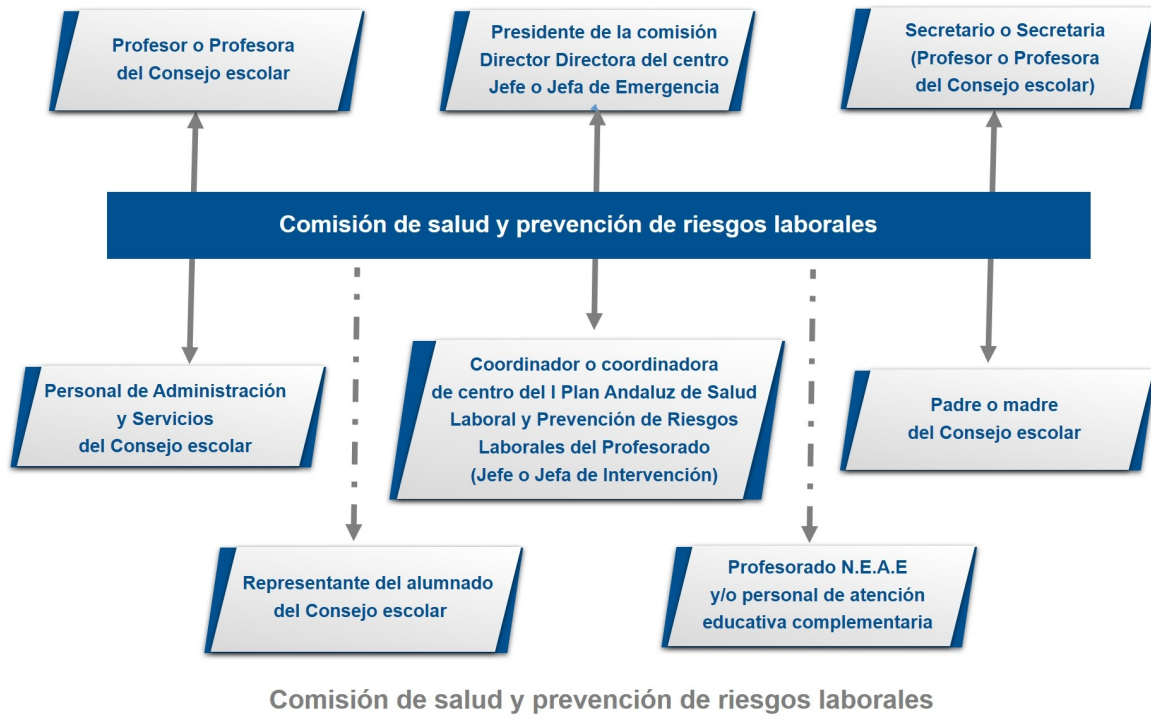 Profesor o Profesora
del Consejo escolar
Presidente de la comisión
Director Directora del centro
Jefe o Jefa de Emergencia
Secretario o Secretaria
(Profesor o Profesora
del Consejo escolar)
Comisión de salud y prevención de riesgos laborales
Personal de Administración
y Servicios
del Consejo escolar
Coordinador o coordinadora
de centro del I Plan Andaluz de Salud
Laboral y Prevención de Riesgos
Laborales del Profesorado
(Jefe o Jefa de Intervención)
Padre o madre
del Consejo escolar
Representante del alumnado
del Consejo escolar
Profesorado N.E.A.E
y/o personal de atención
educativa complementaria
Comisión de salud y prevención de riesgos laborales